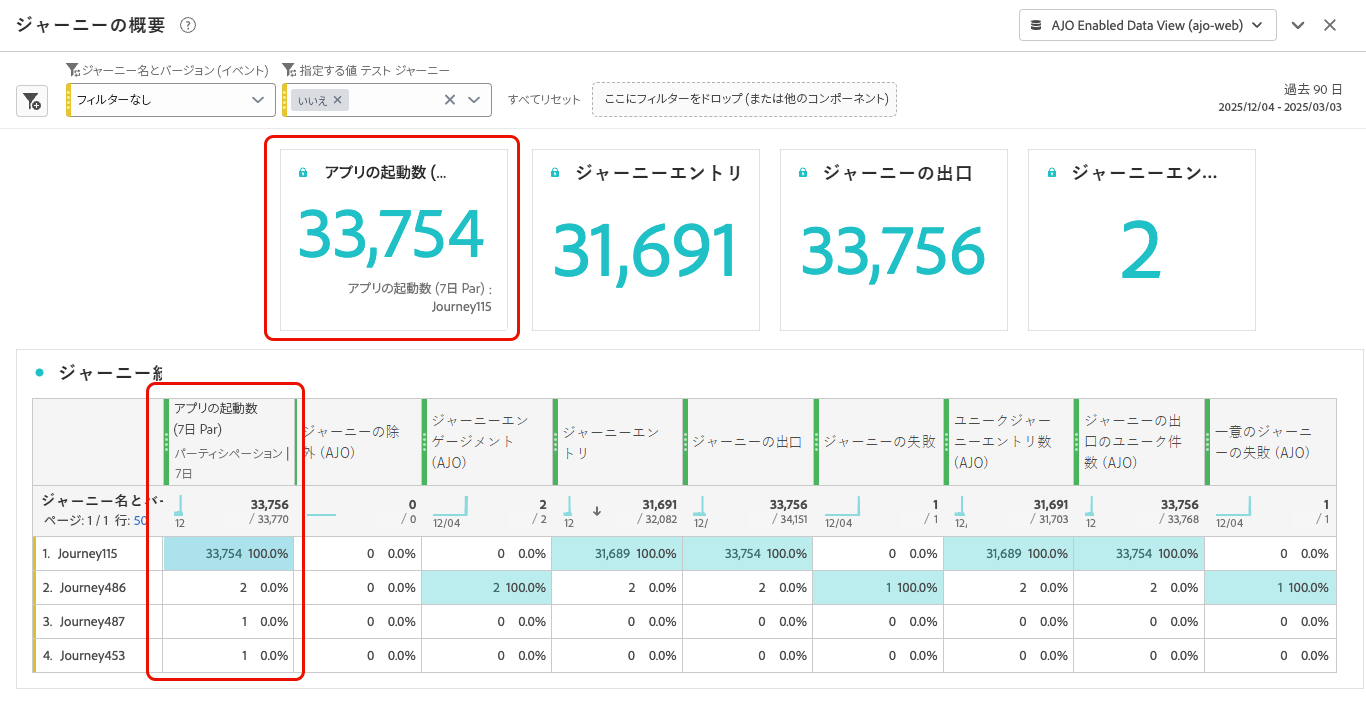 ジャーニーの概要
AJO Enabled Data View (ajo-web)
ジャーニー名とバージョン (イベント)
指定する値 テスト ジャーニー
フィルターなし
いいえ
すべてリセット
ここにフィルターをドロップ (または他のコンポーネント)
過去 90 日
2025/12/04 - 2025/03/03
アプリの起動数 (...
33,754
アプリの起動数 (7日 Par) :
Journey115
ジャーニーエントリ
31,691
ジャーニーの出口
33,756
ジャーニーエン...
2
ジャーニー
アプリの起動数
(7日 Par)
パーティシペーション |
7日
ジャーニーの除
外 (AJO)
ジャーニーエン
ゲージメント
(AJO)
ジャーニーエン
トリ
ジャーニーの出口
ジャーニーの失敗
ユニークジャー
ニーエントリ数
(AJO)
ジャーニーの出
口のユニーク件
数 (AJO)
一意のジャーニ
ーの失敗 (AJO)
ジャーニー名とバー
ページ: 1 / 1 行: 50
12 33,756 / 33,770
0 / 0
12/04 2 / 2
12 31,691 / 32,082
12/ 33,756 / 34,151
12/04 1 / 1
12, 31,691 / 31,703
12 33,756 / 33,768
12/04 1 / 1
1. Journey115 33,754 100.0% 0 0.0% 0 0.0% 31,689 100.0% 33,754 100.0% 0 0.0% 31,689 100.0% 33,754 100.0% 0 0.0%
2. Journey486 2 0.0% 0 0.0% 2 100.0% 2 0.0% 2 0.0% 1 100.0% 2 0.0% 2 0.0% 1 100.0%
3. Journey487 1 0.0% 0 0.0% 0 0.0% 0 0.0% 0 0.0% 0 0.0% 0 0.0% 0 0.0% 0 0.0%
4. Journey453 1 0.0% 0 0.0% 0 0.0% 0 0.0% 0 0.0% 0 0.0% 0 0.0% 0 0.0% 0 0.0%